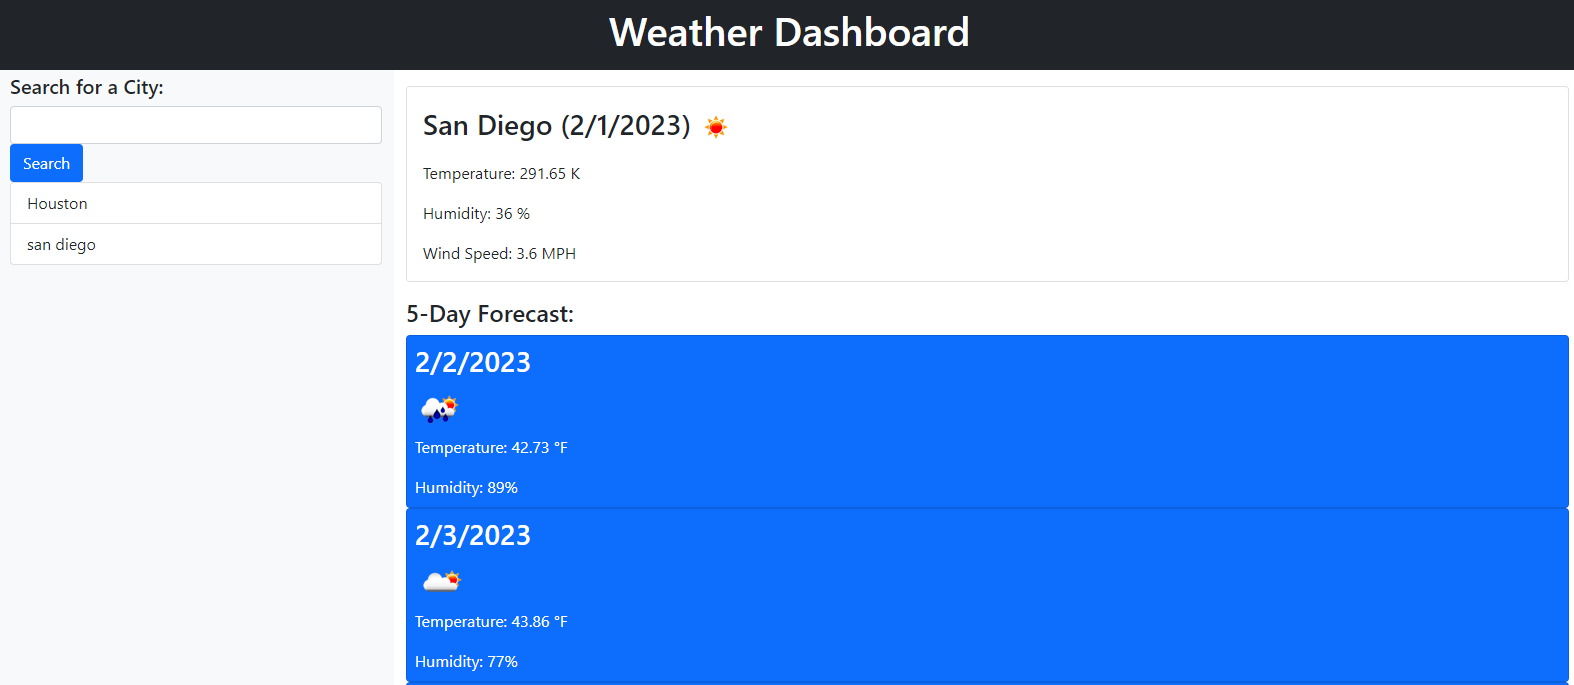 Weather Dashboard
Search for a City:
Search
Houston
san diego
San Diego (2/1/2023)
Temperature: 291.65 K
Humidity: 36 %
Wind Speed: 3.6 MPH
5-Day Forecast:
2/2/2023
Temperature: 42.73 °F
Humidity: 89%
2/3/2023
Temperature: 43.86 °F
Humidity: 77%